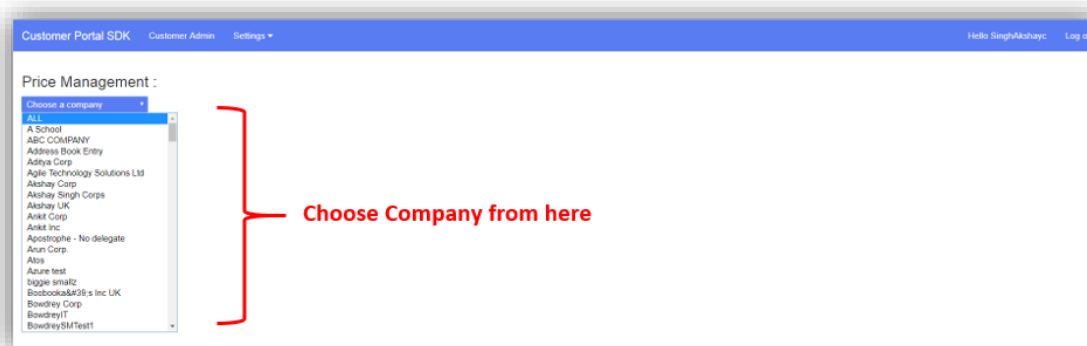 Customer Portal SDK Customer Admin Settings Hello SinghAkshayc Log o
Price Management :
Choose a company
ALL
A School
ABC COMPANY
Address Book Entry
Aditya Corp
Agile Technology Solutions Ltd
Akshay Corp
Akshay Singh Corps
Akshay UK
Ankit Corp
Ankit Inc
Apostrophe - No delegate
Arun Corp.
Atos
Azure test
biggie smallz
Boobooka&#39;s Inc UK
Bowdrey Corp
BowdreyIT
BowdreySMTest1
Choose Company from here